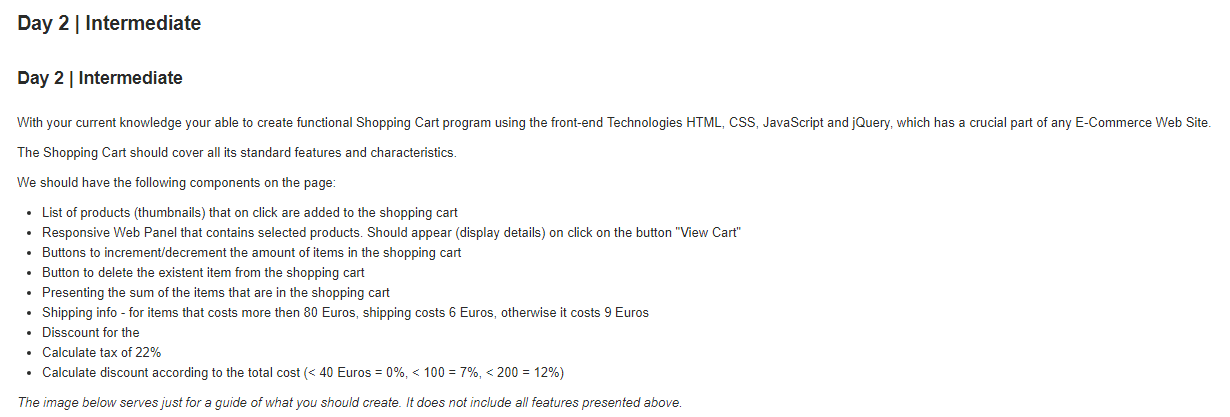 Day 2 | Intermediate
Day 2 | Intermediate
With your current knowledge your able to create functional Shopping Cart program using the front-end Technologies HTML, CSS, JavaScript and jQuery, which has a crucial part of any E-Commerce Web Site.
The Shopping Cart should cover all its standard features and characteristics.
We should have the following components on the page:
• List of products (thumbnails) that on click are added to the shopping cart
• Responsive Web Panel that contains selected products. Should appear (display details) on click on the button "View Cart"
• Buttons to increment/decrement the amount of items in the shopping cart
• Button to delete the existent item from the shopping cart
• Presenting the sum of the items that are in the shopping cart
• Shipping info - for items that costs more then 80 Euros, shipping costs 6 Euros, otherwise it costs 9 Euros
• Disscount for the
• Calculate tax of 22%
• Calculate discount according to the total cost (< 40 Euros = 0%, < 100 = 7%, < 200 = 12%)
The image below serves just for a guide of what you should create. It does not include all features presented above.